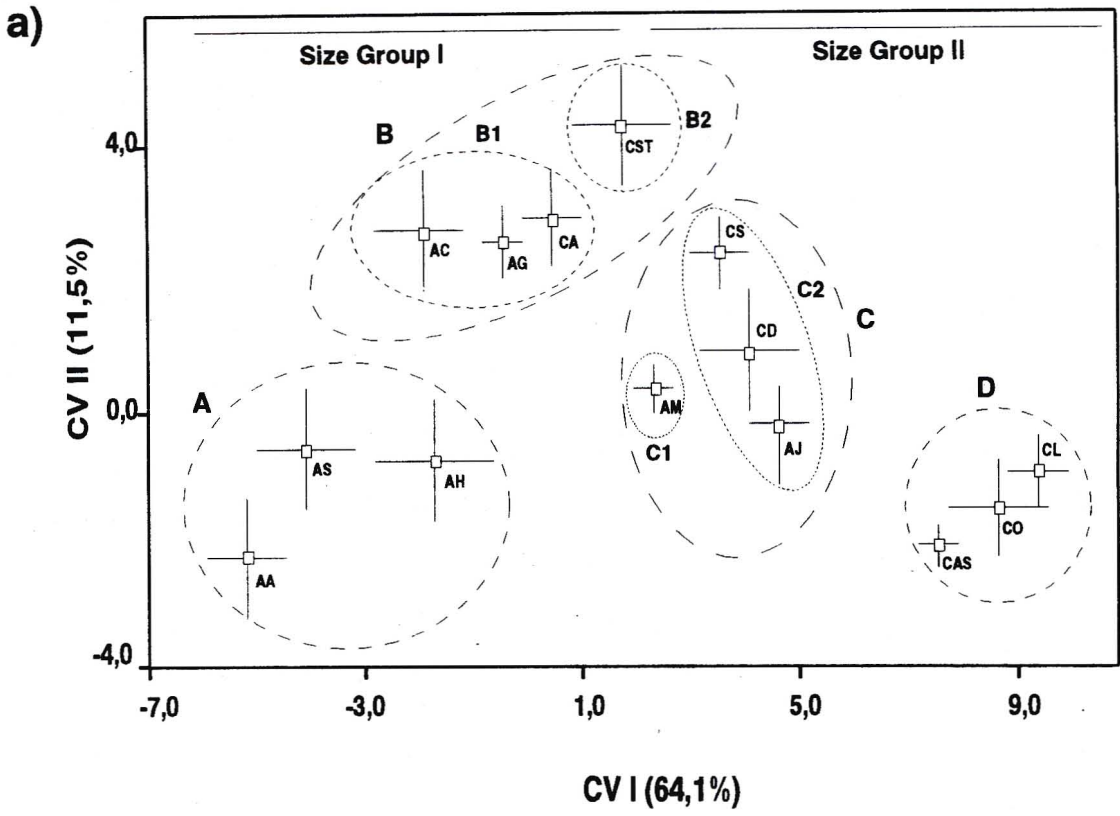 a)
Size Group I
Size Group II
B
B1
B2
4,0
CST
AC
AG
CA
CS
C2
C
CD
CV II (11,5%)
A
0,0
AM
C1
AJ
D
AS
AH
CL
CO
CAS
AA
-4,0
-7,0 -3,0 1,0 5,0 9,0
CV I (64,1%)